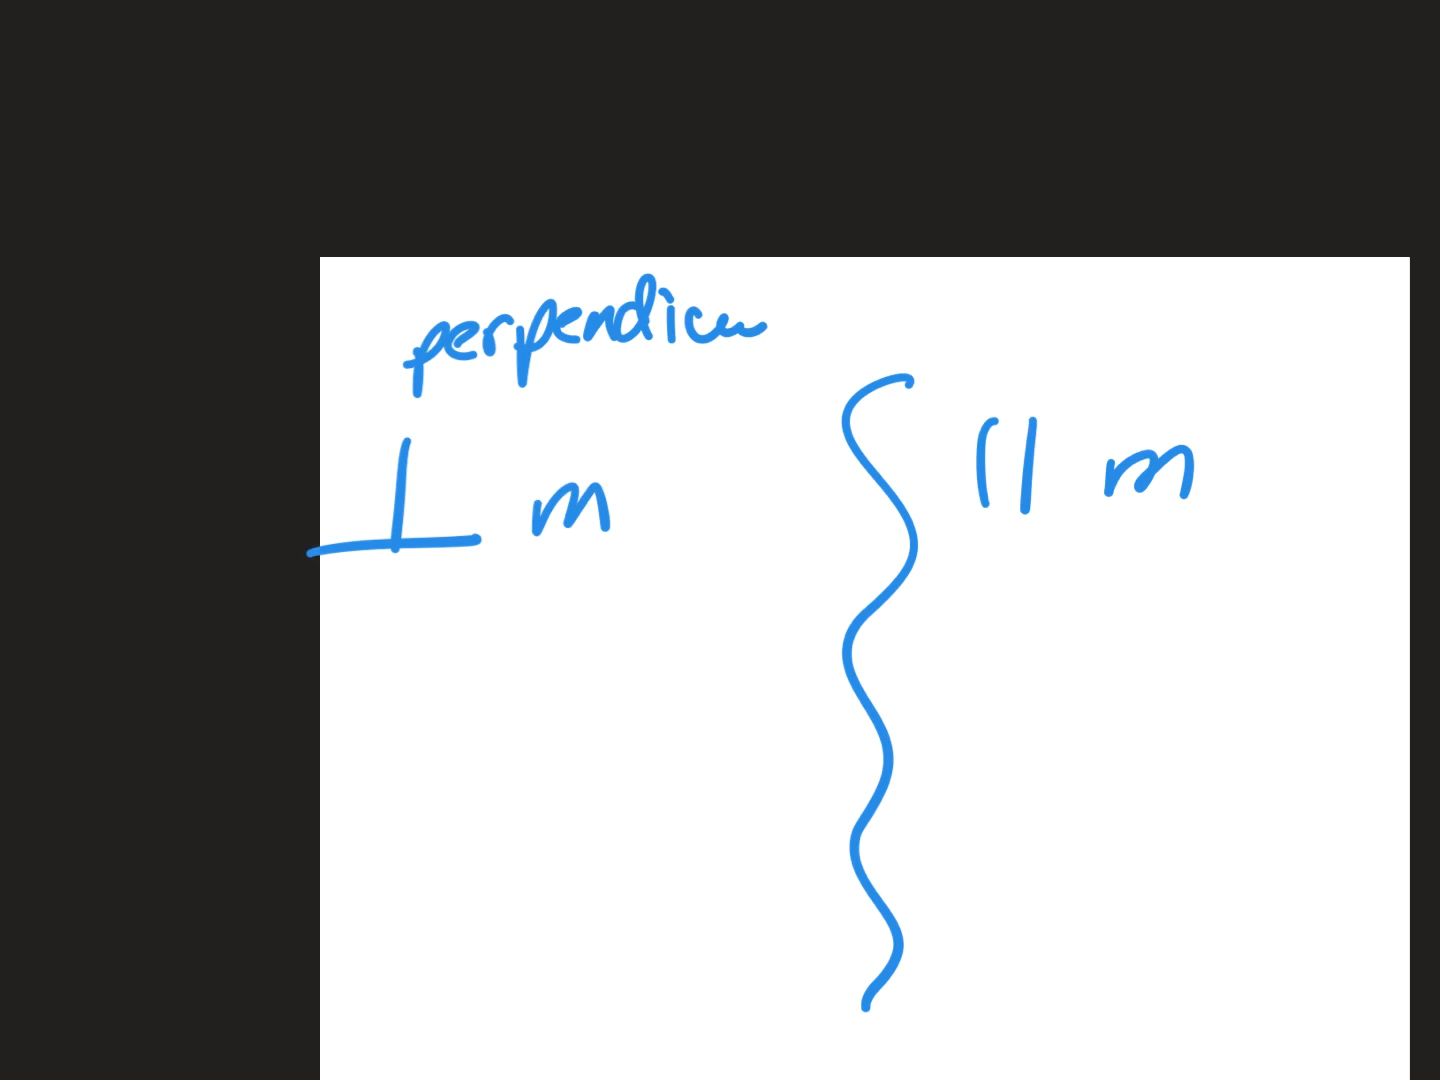 perpendicu
⊥ m
|| m